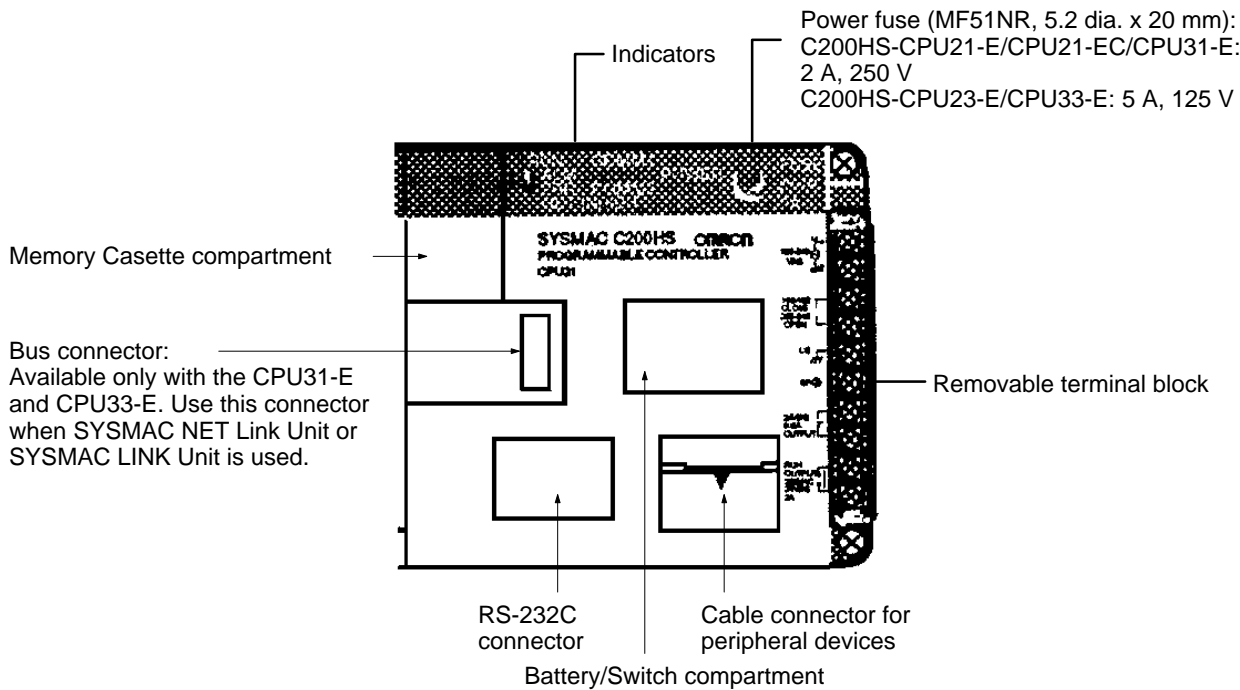 Power fuse (MF51NR, 5.2 dia. x 20 mm):
C200HS-CPU21-E/CPU21-EC/CPU31-E:
2 A, 250 V
C200HS-CPU23-E/CPU33-E: 5 A, 125 V
Indicators
SYSMAC C200HS OMRON
PROGRAMMABLE CONTROLLER
CPU31
Memory Casette compartment
Bus connector:
Available only with the CPU31-E
and CPU33-E. Use this connector
when SYSMAC NET Link Unit or
SYSMAC LINK Unit is used.
Removable terminal block
OUTPUT
RUN
OUTPUT
RS-232C
connector
Cable connector for
peripheral devices
Battery/Switch compartment